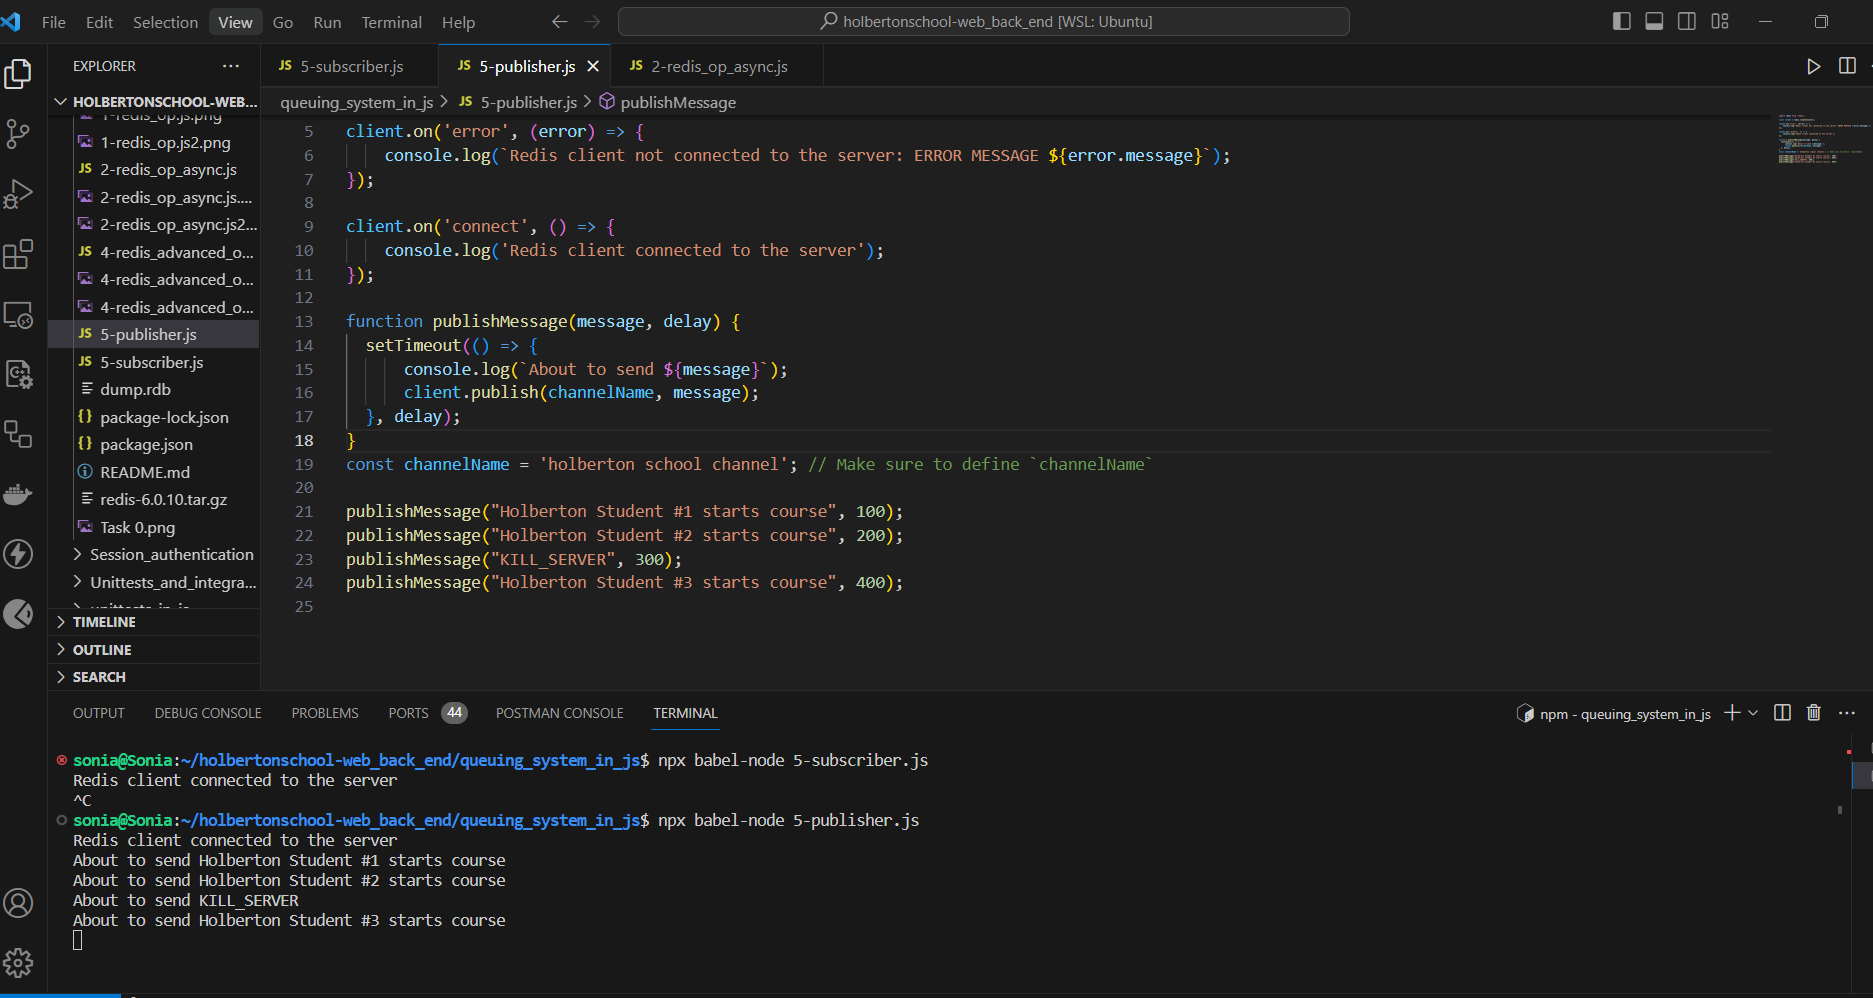 File Edit Selection View Go Run Terminal Help
holbertonschool-web_back_end [WSL: Ubuntu]
EXPLORER
JS 5-subscriber.js
JS 5-publisher.js
JS 2-redis_op_async.js
HOLBERTONSCHOOL-WEB...
queuing_system_in_js > JS 5-publisher.js > publishMessage
1-redis_op.js.png
1-redis_op.js2.png
JS 2-redis_op_async.js
2-redis_op_async.js....
2-redis_op_async.js2...
JS 4-redis_advanced_o...
4-redis_advanced_o...
4-redis_advanced_o...
JS 5-publisher.js
JS 5-subscriber.js
dump.rdb
{} package-lock.json
{} package.json
README.md
redis-6.0.10.tar.gz
Task 0.png
Session_authentication
Unittests_and_integra...
unittests_in_js
TIMELINE
OUTLINE
SEARCH
5 client.on('error', (error) => {
6 console.log(`Redis client not connected to the server: ERROR MESSAGE ${error.message}`);
7 });
8
9 client.on('connect', () => {
10 console.log('Redis client connected to the server');
11 });
12
13 function publishMessage(message, delay) {
14 setTimeout(() => {
15 console.log(`About to send ${message}`);
16 client.publish(channelName, message);
17 }, delay);
18 }
19 const channelName = 'holberton school channel'; // Make sure to define `channelName`
20
21 publishMessage("Holberton Student #1 starts course", 100);
22 publishMessage("Holberton Student #2 starts course", 200);
23 publishMessage("KILL_SERVER", 300);
24 publishMessage("Holberton Student #3 starts course", 400);
25
OUTPUT DEBUG CONSOLE PROBLEMS PORTS 44 POSTMAN CONSOLE TERMINAL
npm - queuing_system_in_js
sonia@Sonia:~/holbertonschool-web_back_end/queuing_system_in_js$ npx babel-node 5-subscriber.js
Redis client connected to the server
^C
sonia@Sonia:~/holbertonschool-web_back_end/queuing_system_in_js$ npx babel-node 5-publisher.js
Redis client connected to the server
About to send Holberton Student #1 starts course
About to send Holberton Student #2 starts course
About to send KILL_SERVER
About to send Holberton Student #3 starts course